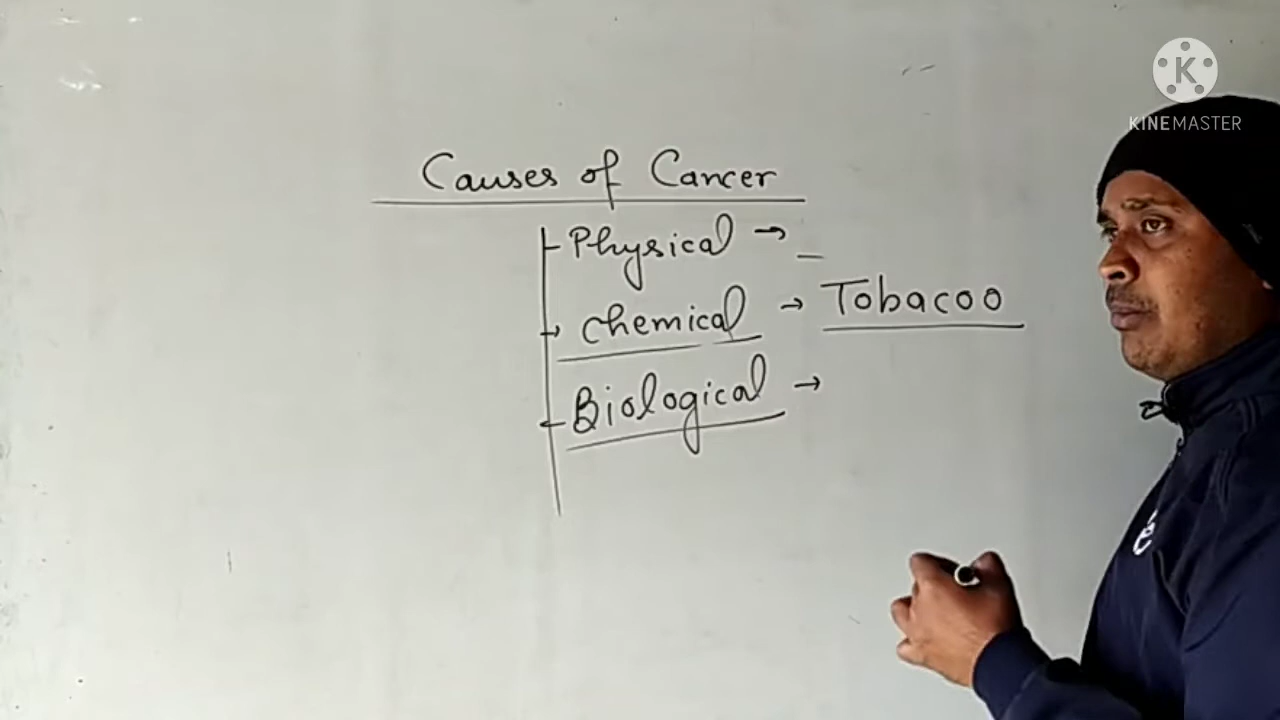 KINEMASTER
Causes of Cancer
Physical →
chemical → Tobacoo
Biological →